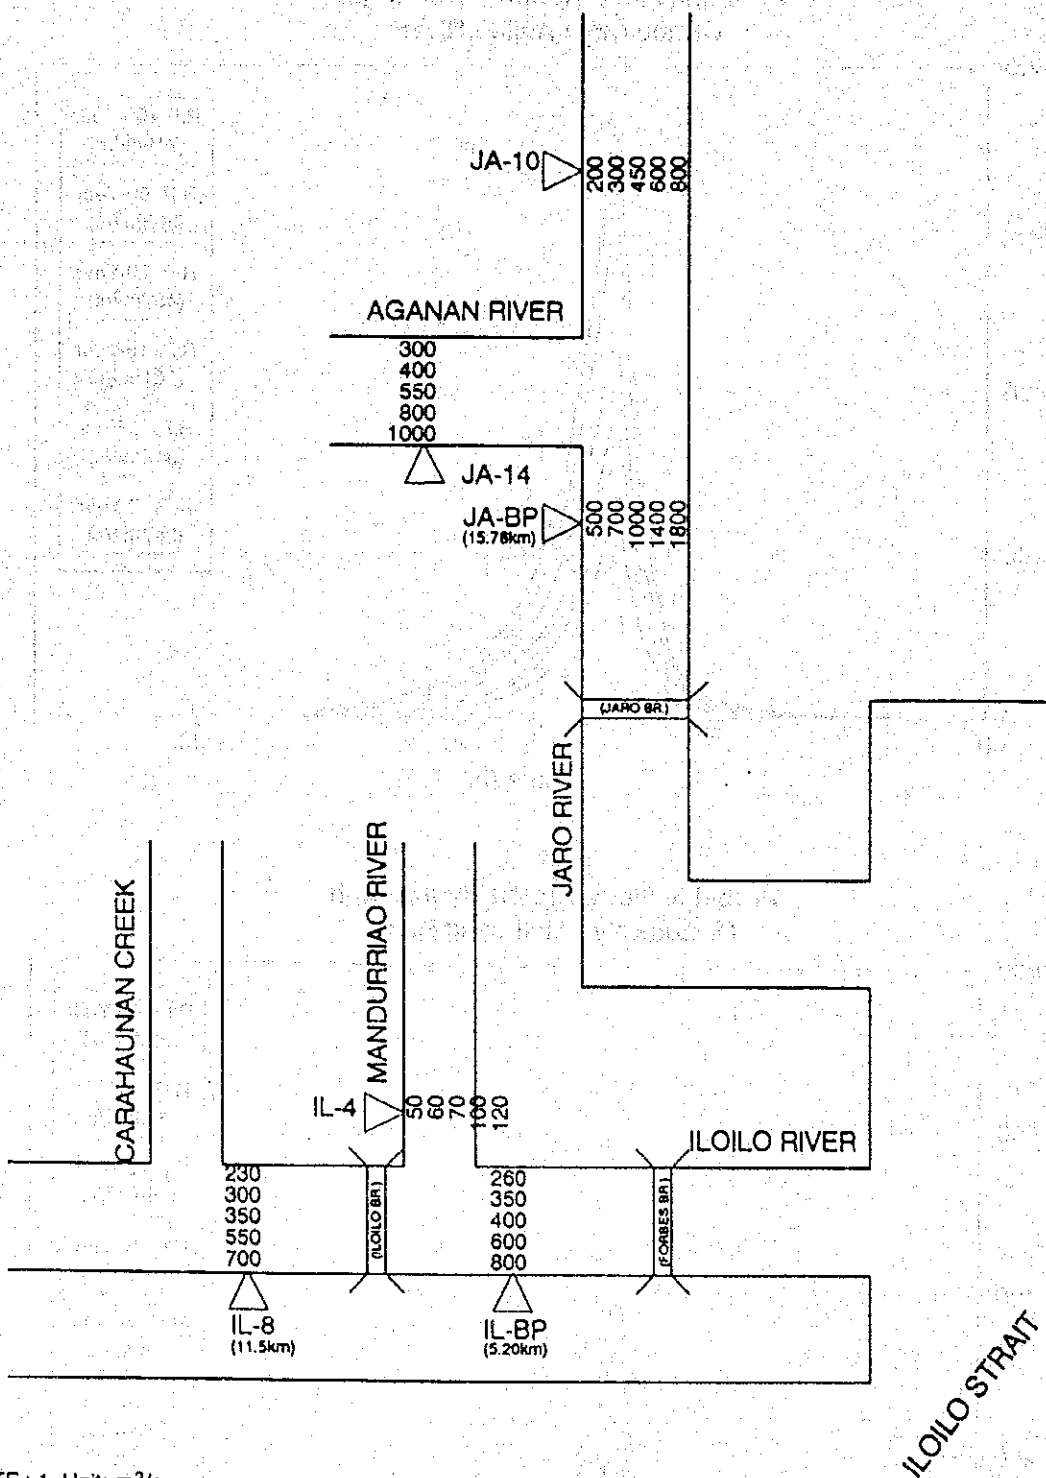 JA-10
200
300
450
600
800
AGANAN RIVER
300
400
550
800
1000
JA-14
JA-BP
(15.78km)
500
700
1000
1400
1800
(JARO BR.)
JARO RIVER
CARAHAUNAN CREEK
MANDURRIAO RIVER
IL-4
50
60
70
100
120
ILOILO RIVER
230
300
350
550
700
(ILOILO BR.)
260
350
400
600
800
(FORBES BR.)
IL-8
(11.5km)
IL-BP
(5.20km)
ILOILO STRAIT